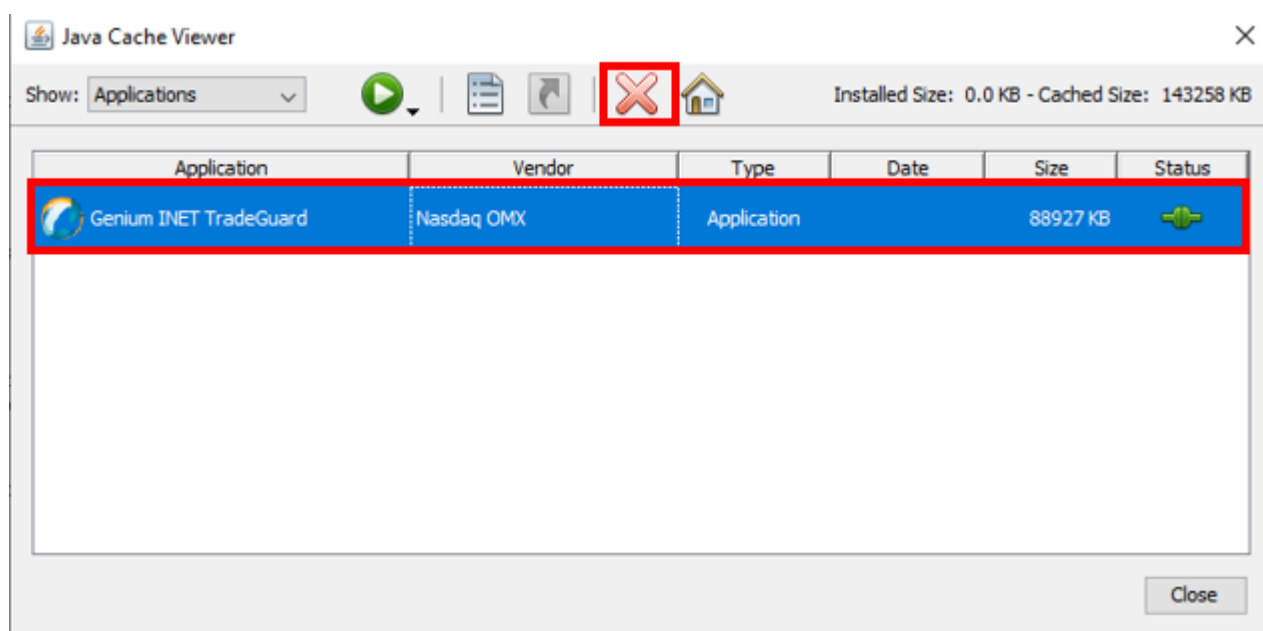 Java Cache Viewer
Show: Applications Installed Size: 0.0 KB - Cached Size: 143258 KB
Application Vendor Type Date Size Status
Genium INET TradeGuard Nasdaq OMX Application 88927 KB
Close